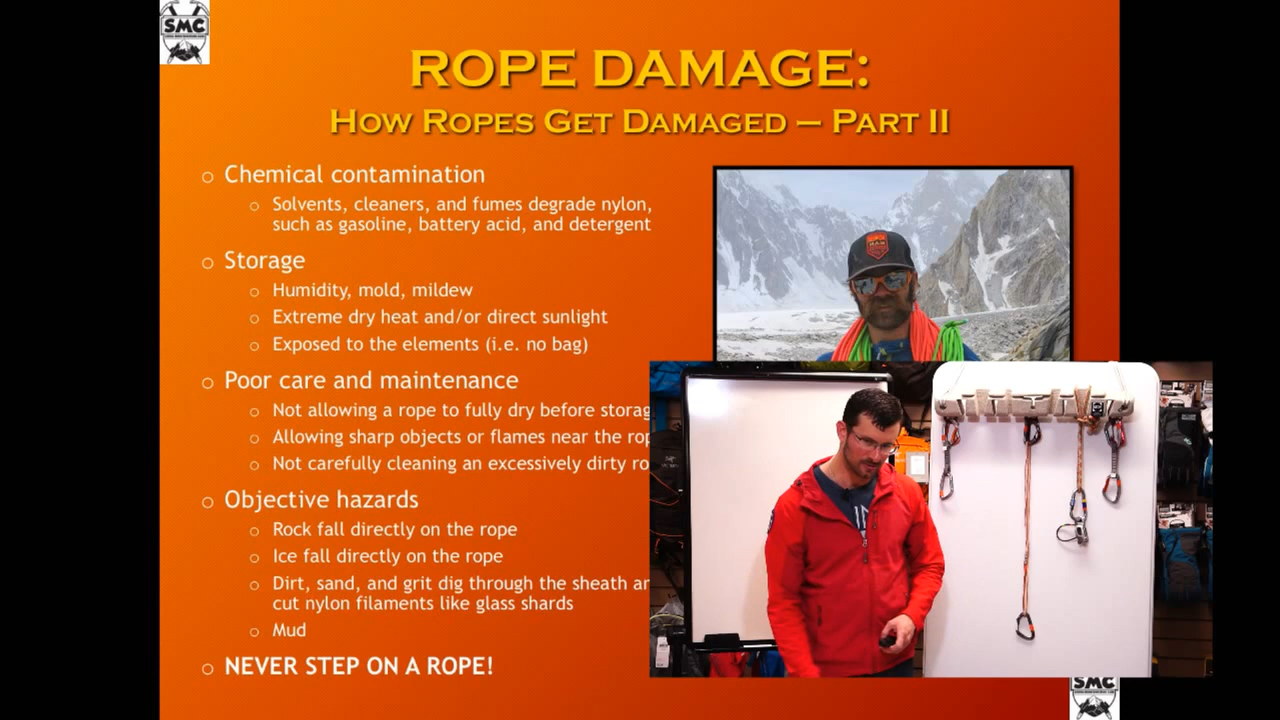 SMC
ROPE DAMAGE:
HOW ROPES GET DAMAGED – PART II
Chemical contamination
Solvents, cleaners, and fumes degrade nylon,
such as gasoline, battery acid, and detergent
Storage
Humidity, mold, mildew
Extreme dry heat and/or direct sunlight
Exposed to the elements (i.e. no bag)
Poor care and maintenance
Not allowing a rope to fully dry before storag
Allowing sharp objects or flames near the rop
Not carefully cleaning an excessively dirty ro
Objective hazards
Rock fall directly on the rope
Ice fall directly on the rope
Dirt, sand, and grit dig through the sheath an
cut nylon filaments like glass shards
Mud
NEVER STEP ON A ROPE!
SMC